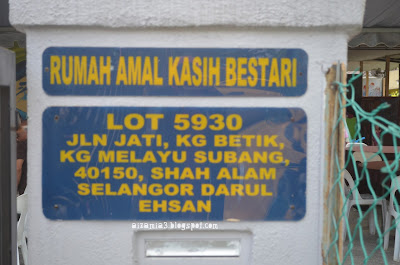 RUMAH AMAL KASIH BESTARI
LOT 5930
JLN JATI, KG BETIK,
KG MELAYU SUBANG,
40150, SHAH ALAM
SELANGOR DARUL
EHSAN